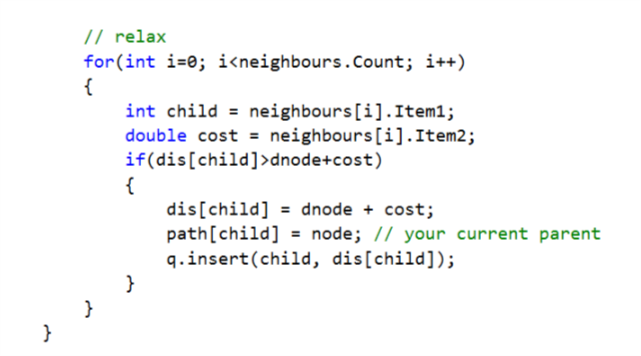 // relax
for(int i=0; i<neighbours.Count; i++)
{
int child = neighbours[i].Item1;
double cost = neighbours[i].Item2;
if(dis[child]>dnode+cost)
{
dis[child] = dnode + cost;
path[child] = node; // your current parent
q.insert(child, dis[child]);
}
}
}